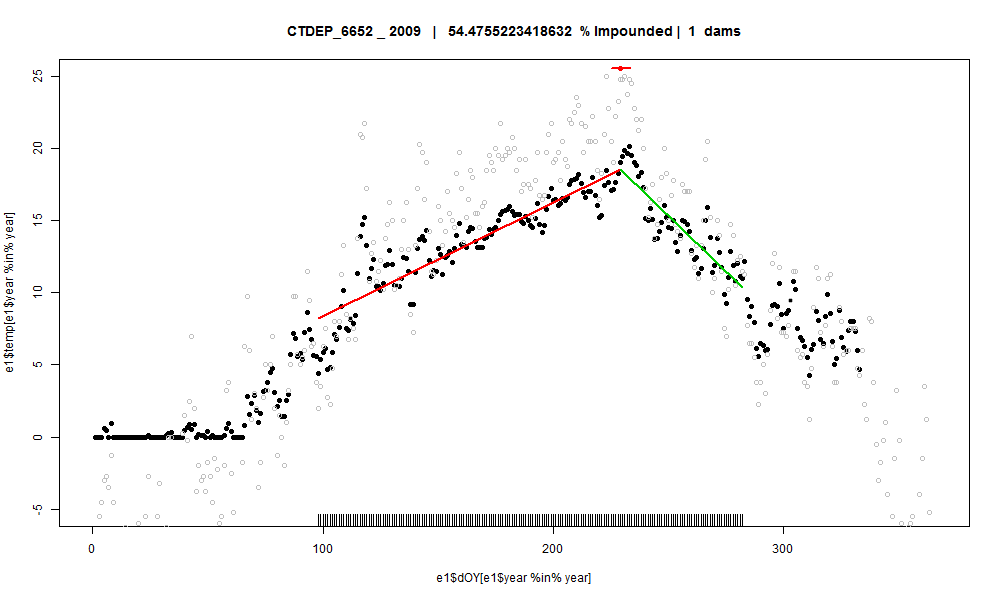 CTDEP_6652 _ 2009 | 54.4755223418632 % Impounded | 1 dams
e1$temp[e1$year %in% year]
25
20
15
10
5
0
-5
0 100 200 300
e1$dOY[e1$year %in% year]